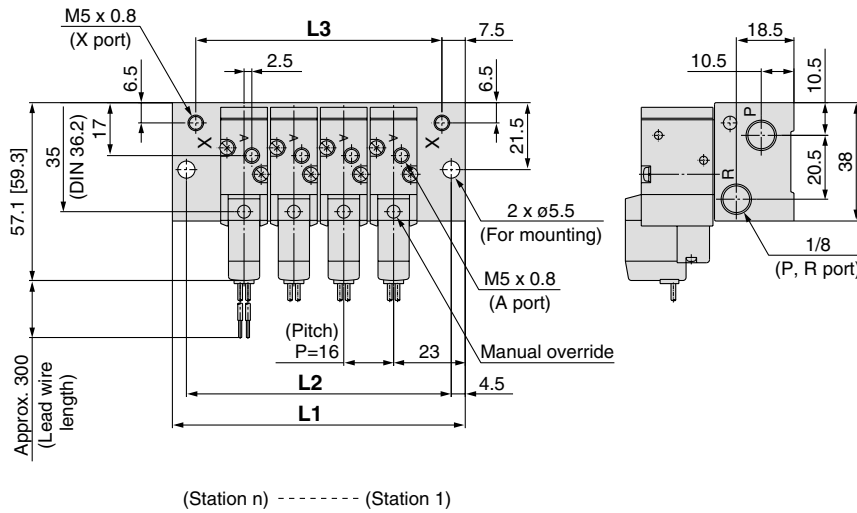 M5 x 0.8
(X port)
L3
7.5
18.5
2.5
10.5
6.5
6.5
10.5
X
A
A
A
A
X
P
17
21.5
20.5
38
35
(DIN 36.2)
57.1 [59.3]
R
2 x ø5.5
(For mounting)
1/8
(P, R port)
M5 x 0.8
(A port)
(Pitch)
P=16
23
Manual override
Approx. 300
(Lead wire
length)
L2
4.5
L1
(Station n) -------- (Station 1)